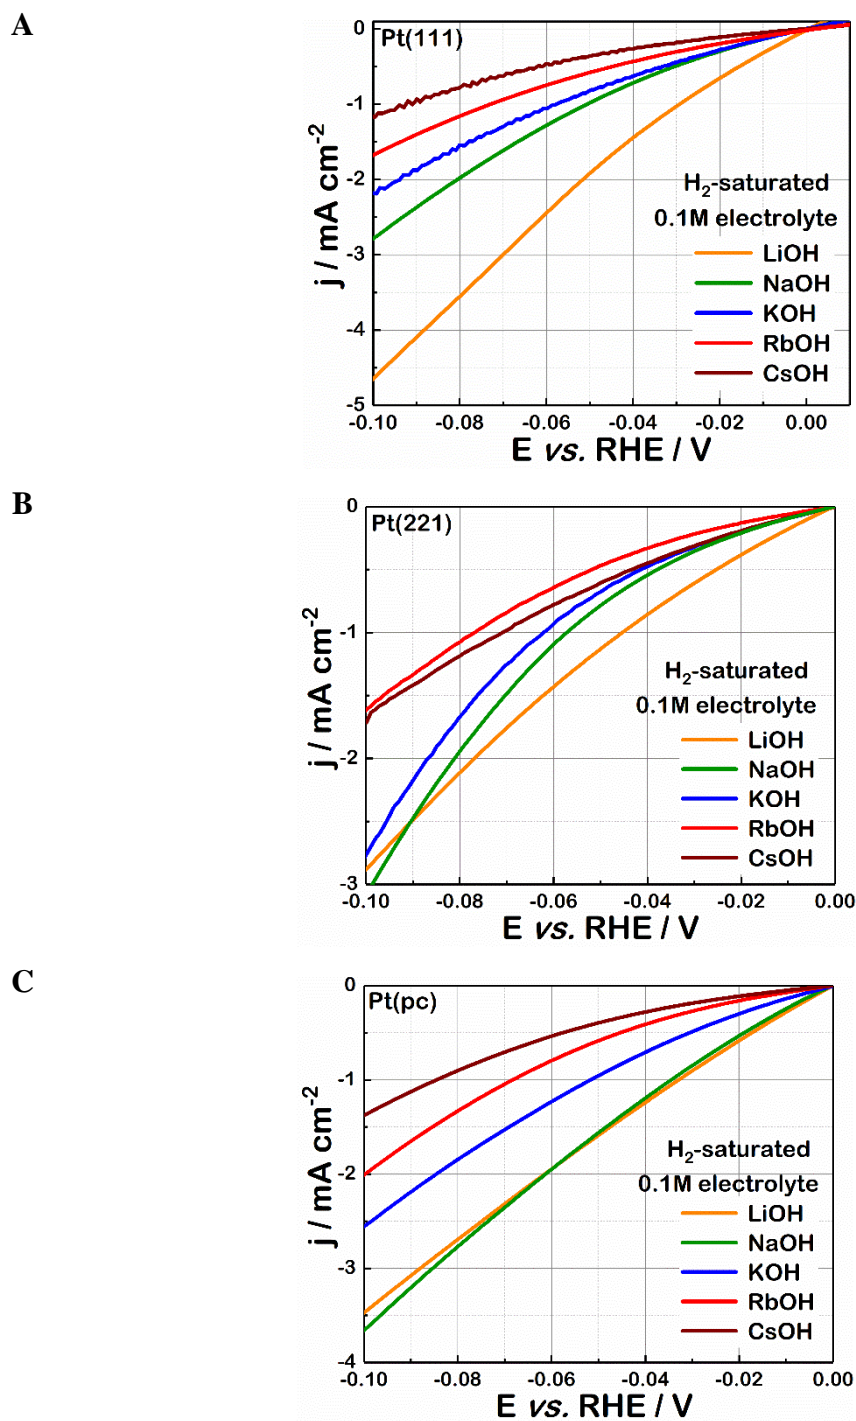 A
Pt(111)
0
-1
-2
-3
-4
-5
j / mA cm-2
H2-saturated
0.1M electrolyte
LiOH
NaOH
KOH
RbOH
CsOH
-0.10
-0.08
-0.06
-0.04
-0.02
0.00
E vs. RHE / V
B
Pt(221)
0
-1
-2
-3
j / mA cm-2
H2-saturated
0.1M electrolyte
LiOH
NaOH
KOH
RbOH
CsOH
-0.10
-0.08
-0.06
-0.04
-0.02
0.00
E vs. RHE / V
C
Pt(pc)
0
-1
-2
-3
-4
j / mA cm-2
H2-saturated
0.1M electrolyte
LiOH
NaOH
KOH
RbOH
CsOH
-0.10
-0.08
-0.06
-0.04
-0.02
0.00
E vs. RHE / V